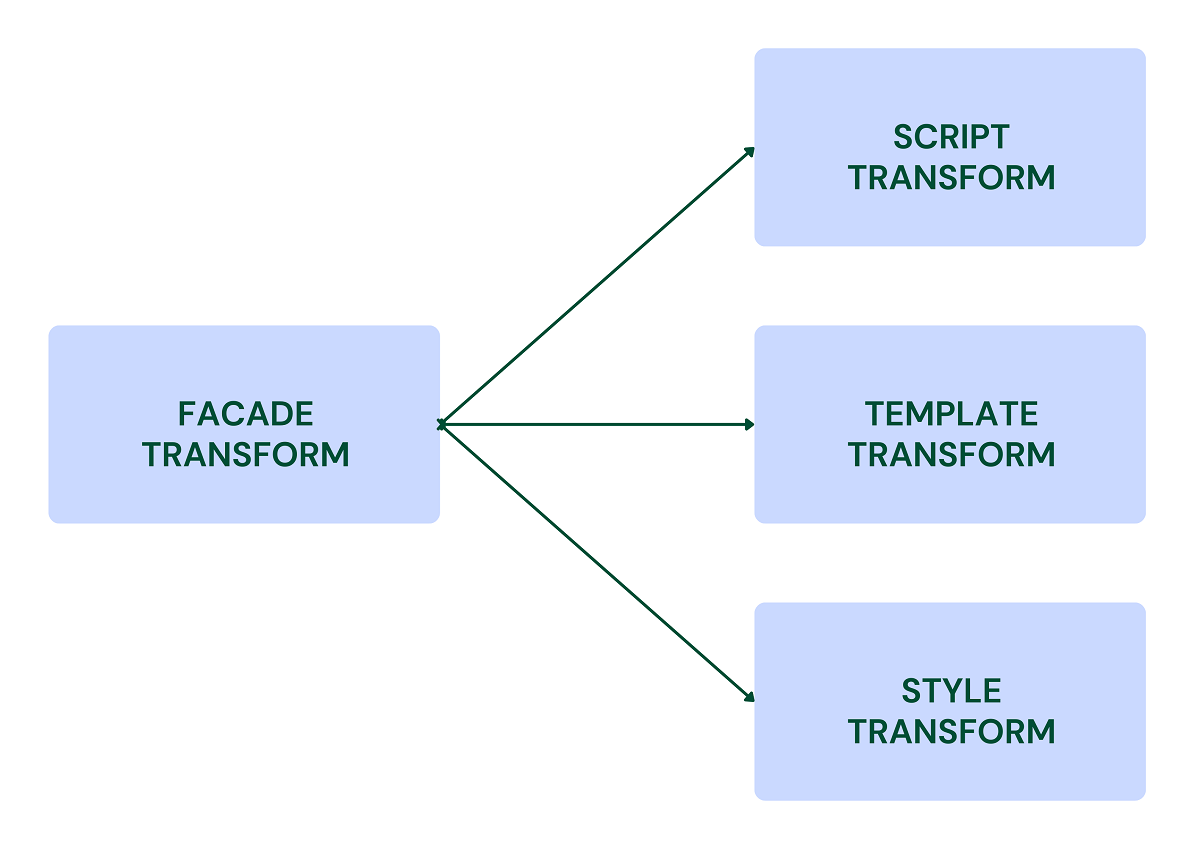 SCRIPT
TRANSFORM
FACADE
TRANSFORM
TEMPLATE
TRANSFORM
STYLE
TRANSFORM